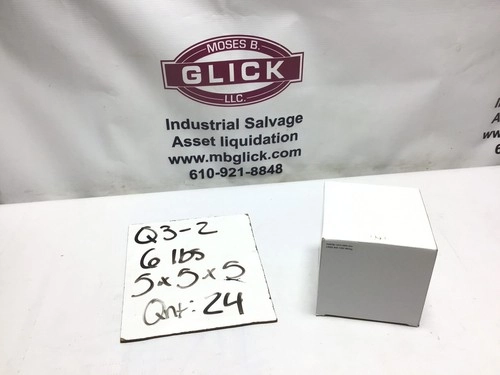 MOSES B.
GLICK
LLC.
Industrial Salvage
Asset liquidation
www.mbglick.com
610-921-8848
Q3-2
6 lbs
5x5x5
Qnt: 24